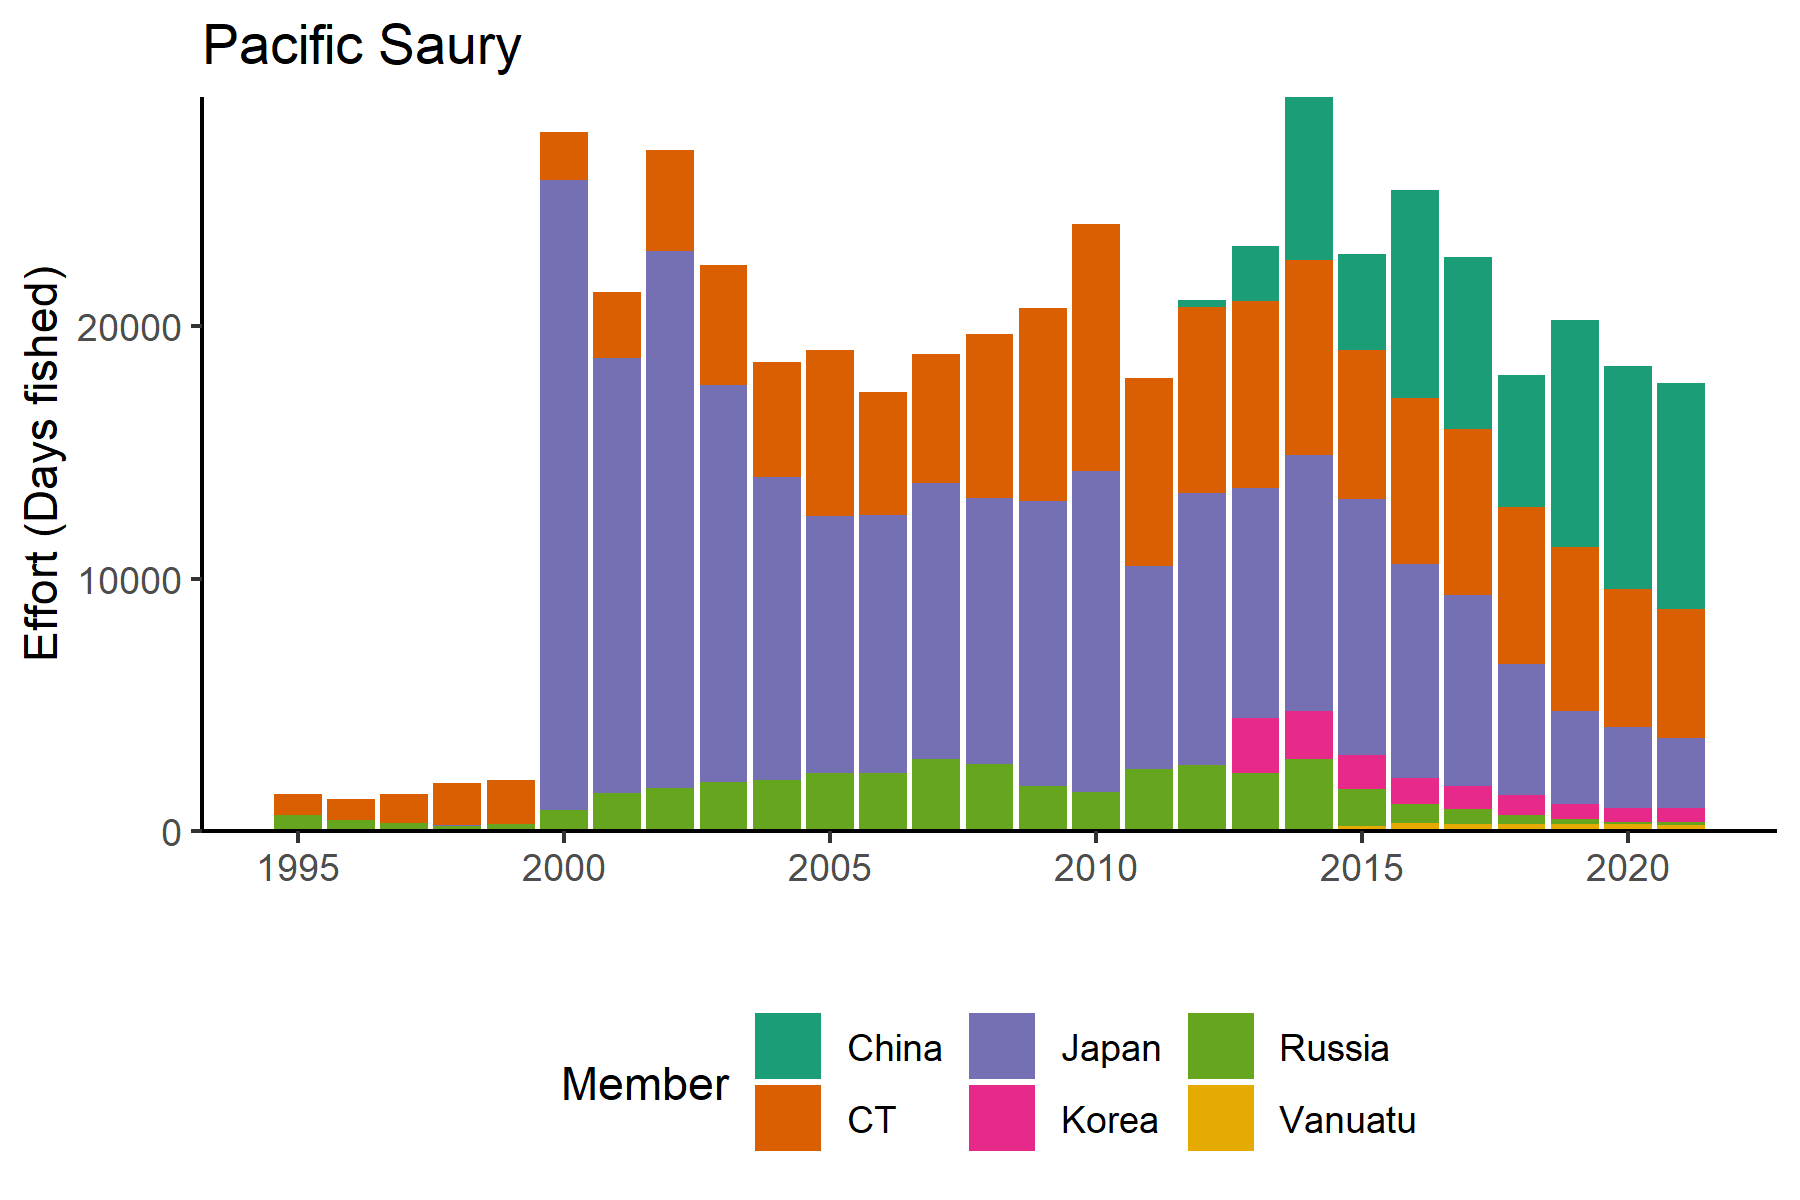 Pacific Saury
Effort (Days fished)
20000
10000
0
1995 2000 2005 2010 2015 2020
Member
China Japan Russia
CT Korea Vanuatu